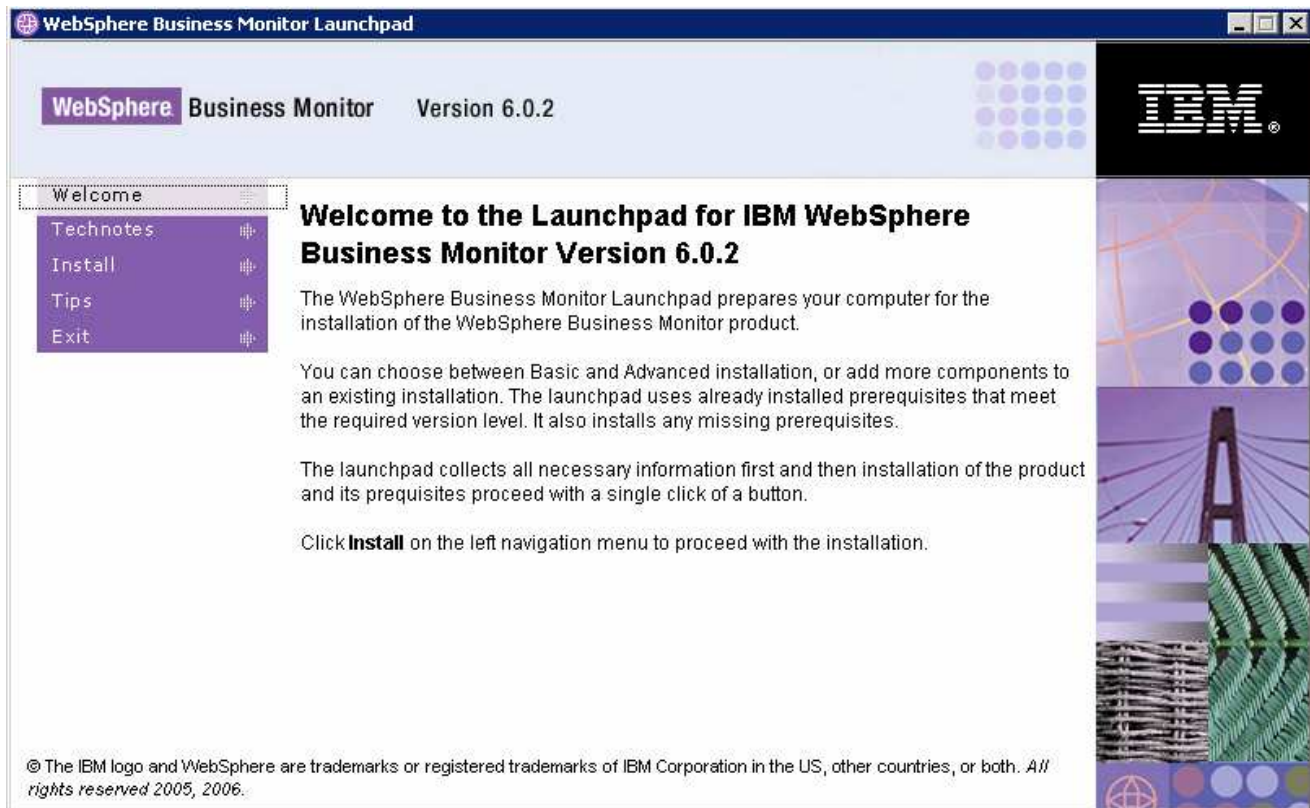 WebSphere Business Monitor Launchpad
WebSphere Business Monitor Version 6.0.2
IBM®
Welcome
Technotes
Install
Tips
Exit
Welcome to the Launchpad for IBM WebSphere
Business Monitor Version 6.0.2
The WebSphere Business Monitor Launchpad prepares your computer for the
installation of the WebSphere Business Monitor product.
You can choose between Basic and Advanced installation, or add more components to
an existing installation. The launchpad uses already installed prerequisites that meet
the required version level. It also installs any missing prerequisites.
The launchpad collects all necessary information first and then installation of the product
and its prequisites proceed with a single click of a button.
Click Install on the left navigation menu to proceed with the installation.
© The IBM logo and WebSphere are trademarks or registered trademarks of IBM Corporation in the US, other countries, or both. All
rights reserved 2005, 2006.